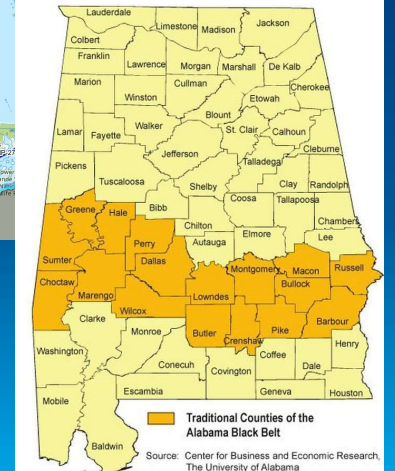 Lauderdale
Limestone Madison Jackson
Colbert
Franklin
Lawrence Morgan Marshall De Kalb
Marion Cullman Cherokee
Winston Etowah
Blount
Lamar Fayette Walker St. Clair Calhoun
Cleburne
Jefferson
Pickens Talladega
Tuscaloosa Shelby Clay Randolph
Greene Hale Bibb Coosa Tallapoosa
Chilton Chambers
Perry Autauga Elmore Lee
Sumter Dallas Montgomery Macon Russell
Choctaw Bullock
Marengo Lowndes
Wilcox
Clarke Butler Pike Barbour
Monroe Crenshaw Henry
Washington Coffee
Conecuh Covington Dale
Escambia Geneva Houston
Mobile
Baldwin
Traditional Counties of the
Alabama Black Belt
Source: Center for Business and Economic Research,
The University of Alabama